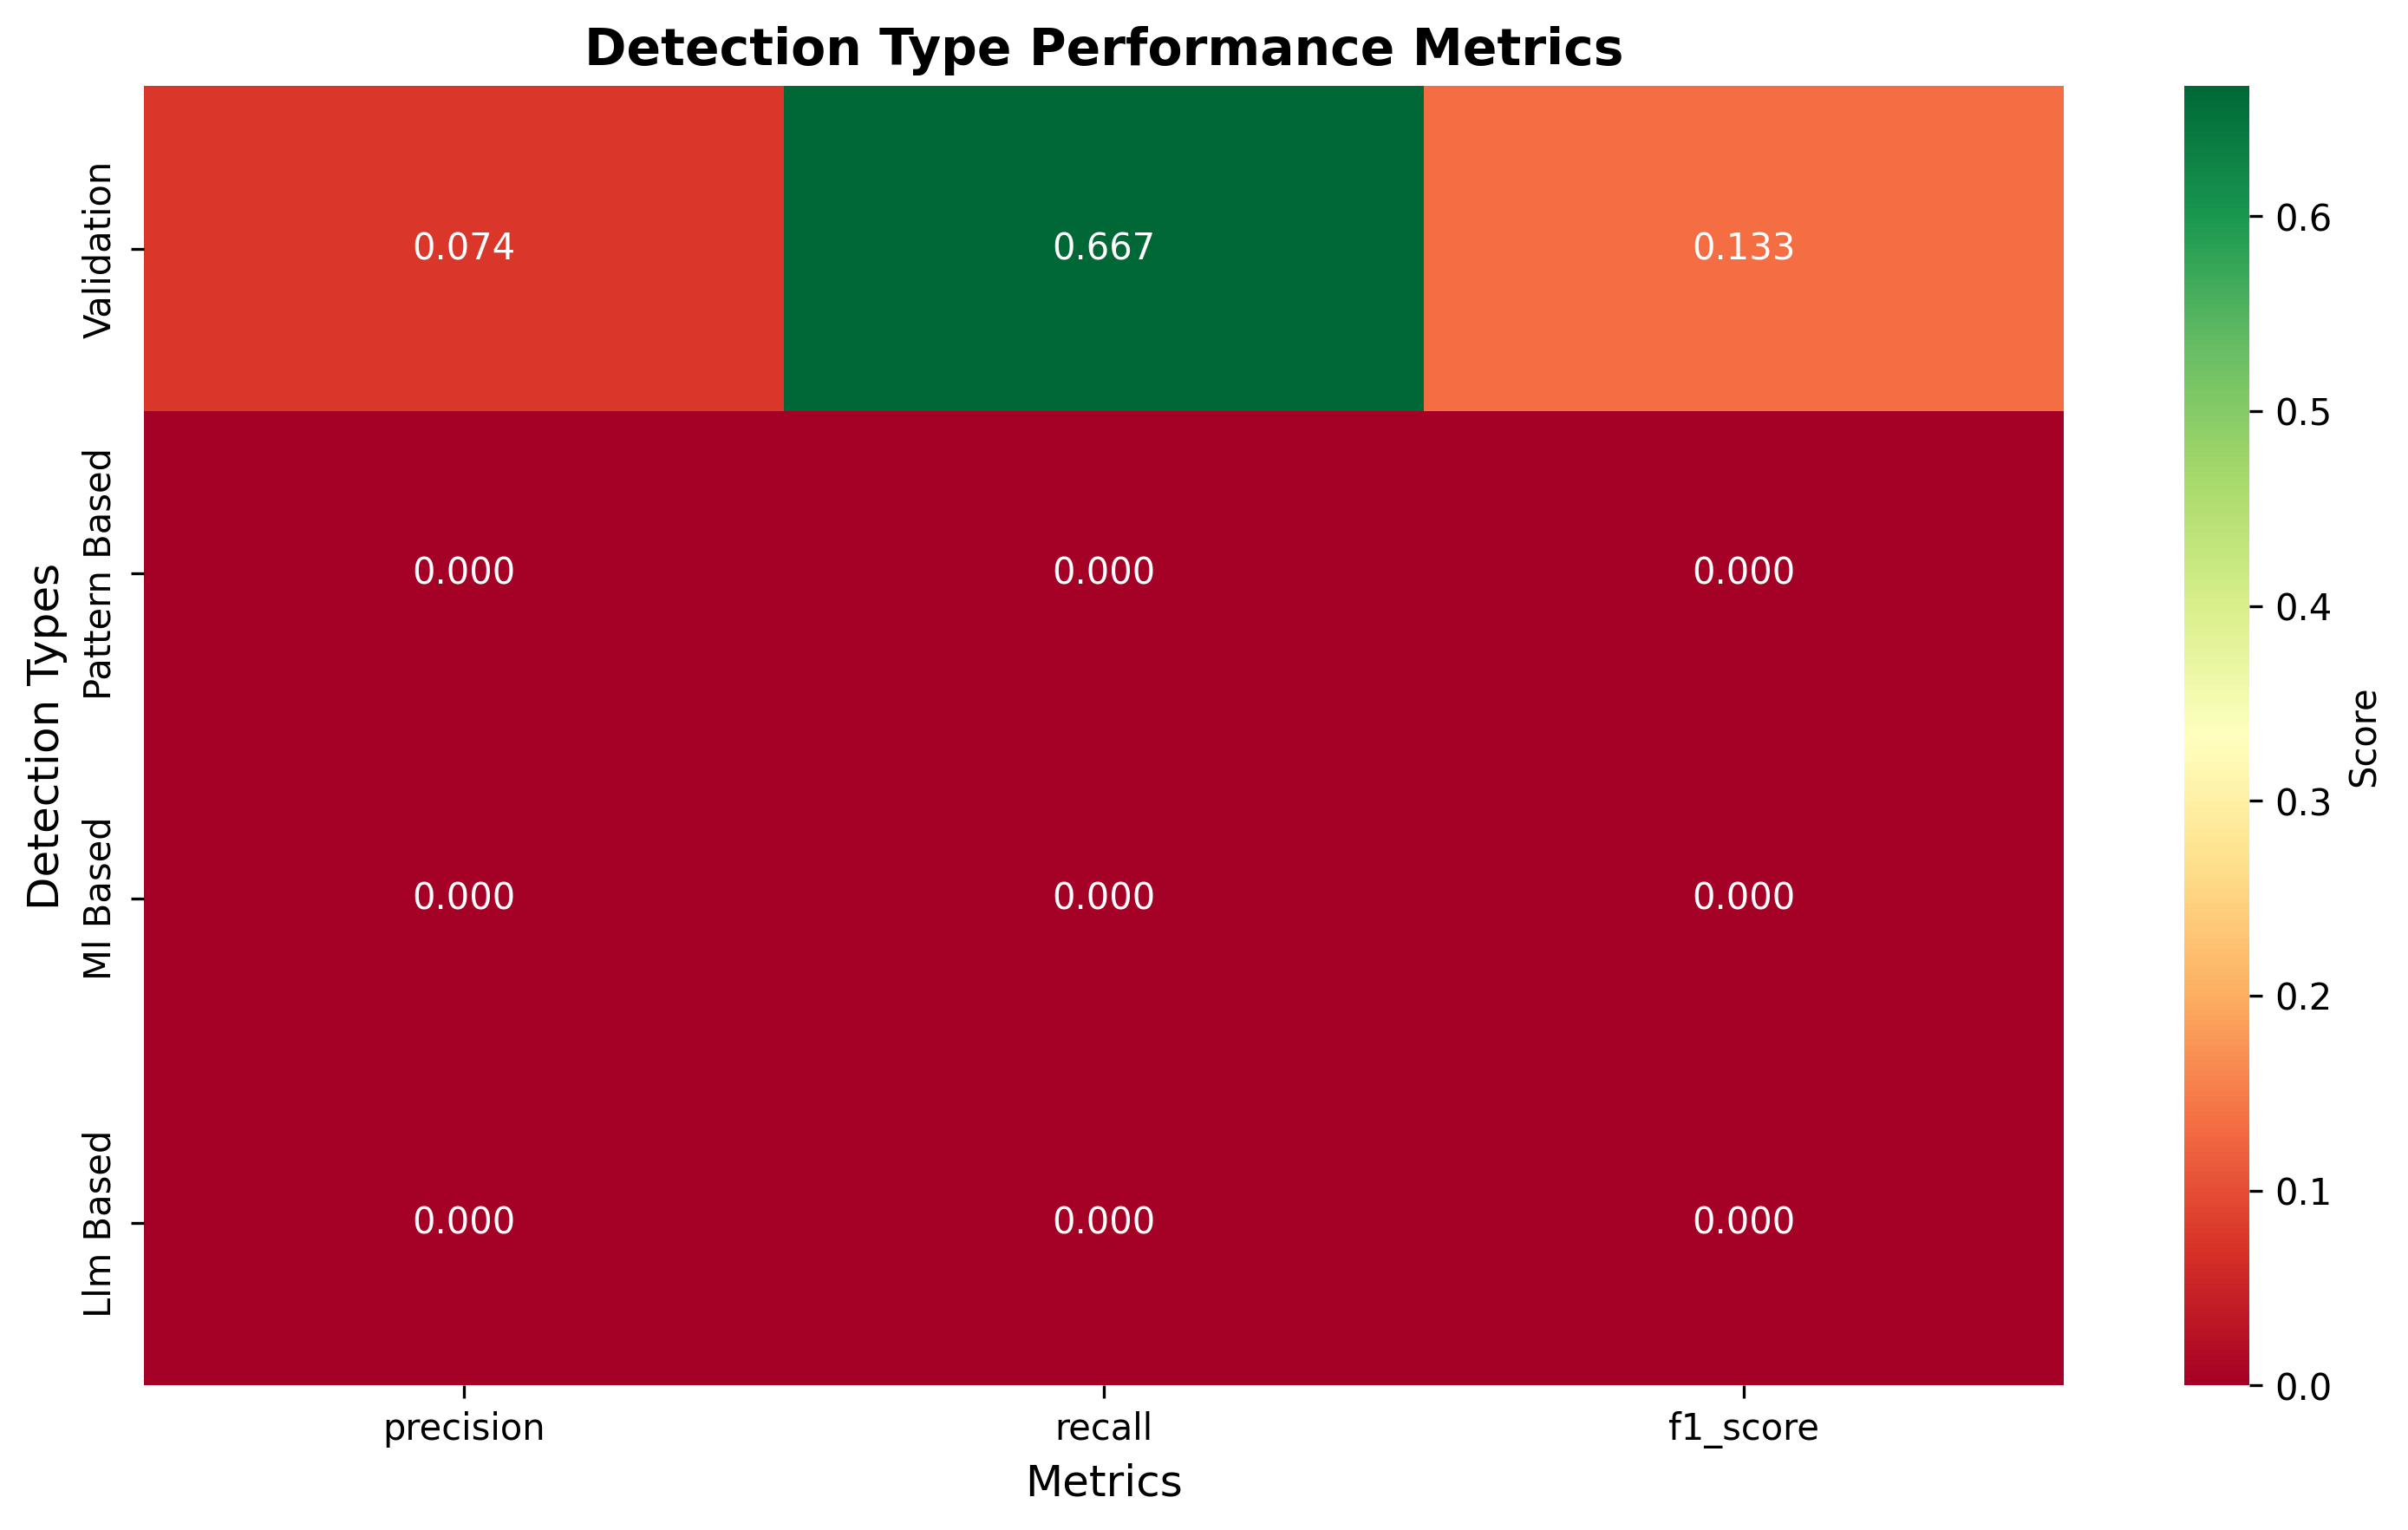 Detection Type Performance Metrics
Detection Types
Validation
0.074 0.667 0.133
Pattern Based
0.000 0.000 0.000
Ml Based
0.000 0.000 0.000
Llm Based
0.000 0.000 0.000
precision recall f1_score
Metrics
0.6
0.5
0.4
0.3
0.2
0.1
0.0
Score